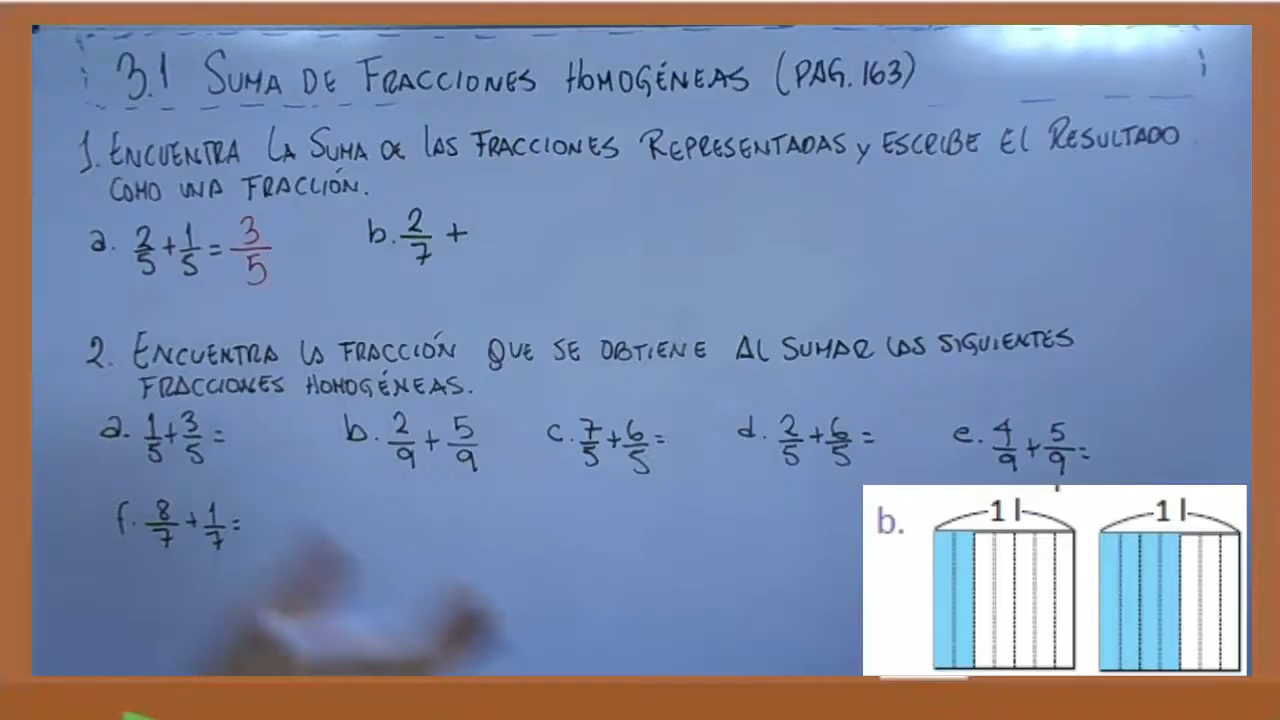 3.1 SUMA DE FRACCIONES HOMOGÉNEAS (PAG. 163)
1. ENCUENTRA LA SUMA DE LAS FRACCIONES REPRESENTADAS Y ESCRIBE EL RESULTADO
COMO UNA FRACCIÓN.
a. 2/5 + 1/5 = 3/5 b. 2/7 +
2. ENCUENTRA LA FRACCIÓN QUE SE OBTIENE AL SUMAR LAS SIGUIENTES
FRACCIONES HOMOGÉNEAS.
a. 1/5 + 3/5 = b. 2/9 + 5/9 c. 7/5 + 6/5 = d. 2/5 + 6/5 = e. 4/9 + 5/9 =
f. 8/7 + 1/7 =
b. 1 l 1 l